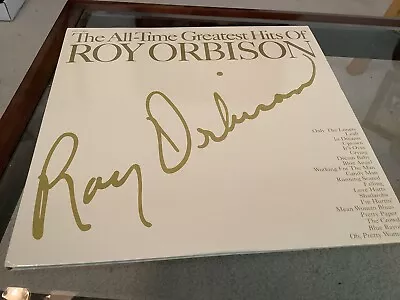 The All-Time Greatest Hits Of
ROY ORBISON
Roy Orbison
Only The Lonely
Leah
In Dreams
Uptown
It's Over
Crying
Dream Baby
Blue Angel
Working For The Man
Candy Man
Running Scared
Falling
Love Hurts
Shahdaroba
I'm Hurtin'
Mean Woman Blues
Pretty Paper
The Crowd
Blue Bayou
Oh, Pretty Woman